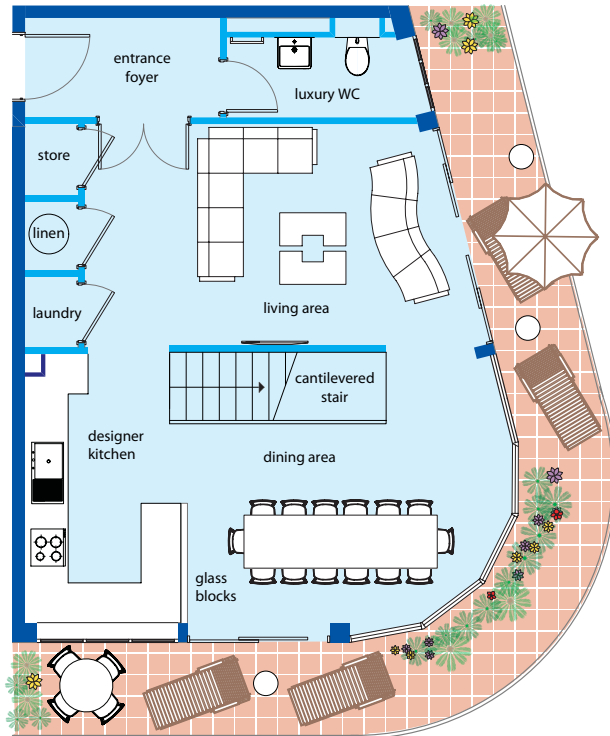 entrance
foyer
luxury WC
store
linen
living area
laundry
cantilevered
stair
designer
kitchen
dining area
glass
blocks